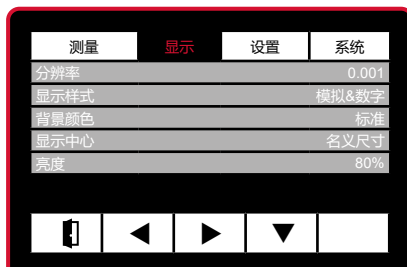 测量 显示 设置 系统
分辨率 0.001
显示样式 模拟&数字
背景颜色 标准
显示中心 名义尺寸
亮度 80%